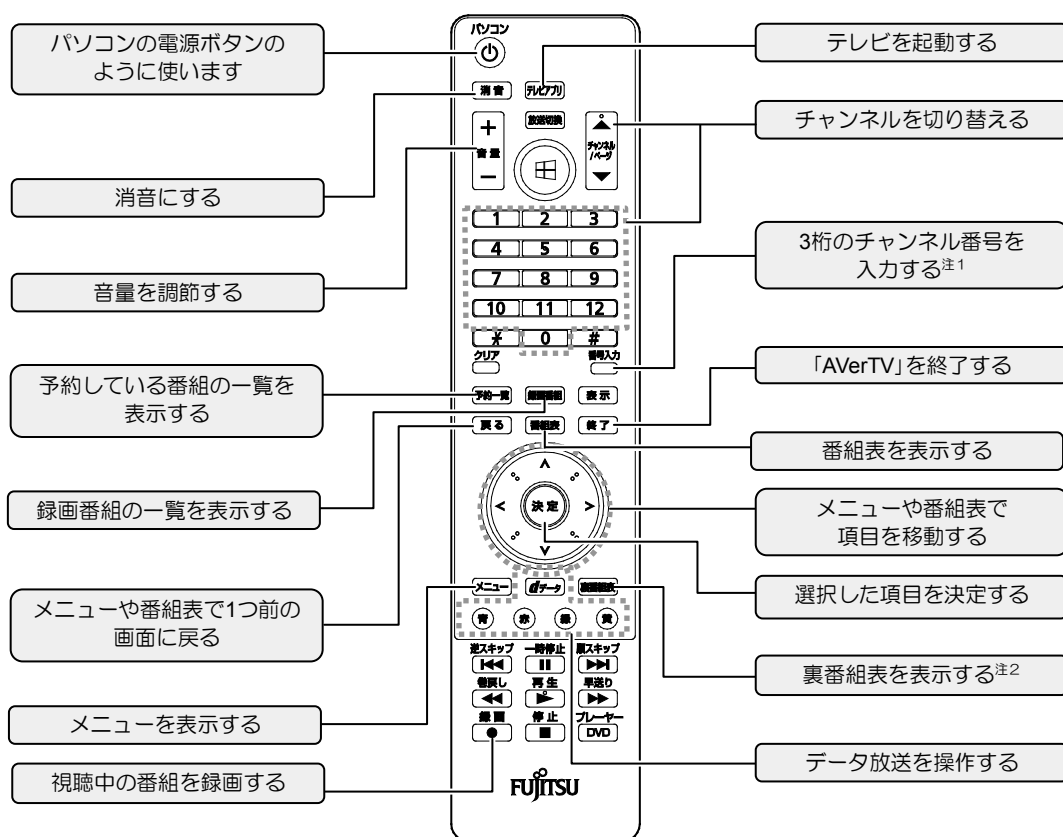 パソコンの電源ボタンの
ように使います
消音にする
音量を調節する
予約している番組の一覧を
表示する
録画番組の一覧を表示する
メニューや番組表で1つ前の
画面に戻る
メニューを表示する
視聴中の番組を録画する
パソコン
消音
テレビアプリ
放送切換
+
音量
−
チャンネル
/ページ
1 2 3
4 5 6
7 8 9
10 11 12
* 0 #
クリア
番号入力
予約一覧 録画番組 表示
戻る 番組表 終了
決定
メニュー dデータ 裏番組表
青 赤 緑 黄
逆スキップ 一時停止 順スキップ
巻戻し 再生 早送り
録画 停止 プレーヤー
DVD
FUJITSU
テレビを起動する
チャンネルを切り替える
3桁のチャンネル番号を
入力する注1
「AVerTV」を終了する
番組表を表示する
メニューや番組表で
項目を移動する
選択した項目を決定する
裏番組表を表示する注2
データ放送を操作する